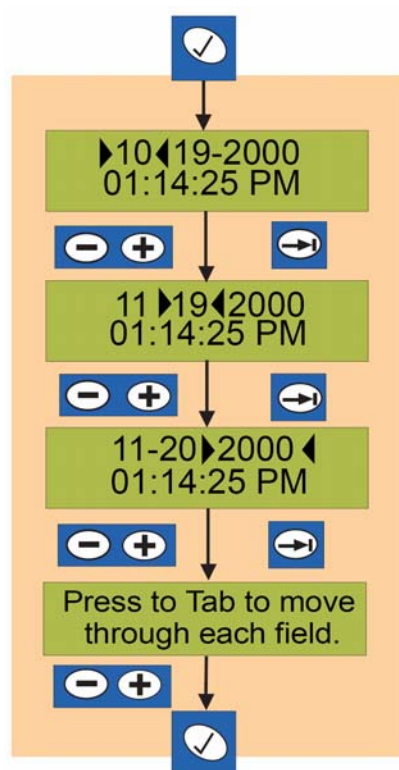 ▶10◀19-2000
01:14:25 PM
11 ▶19◀2000
01:14:25 PM
11-20▶2000 ◀
01:14:25 PM
Press to Tab to move
through each field.